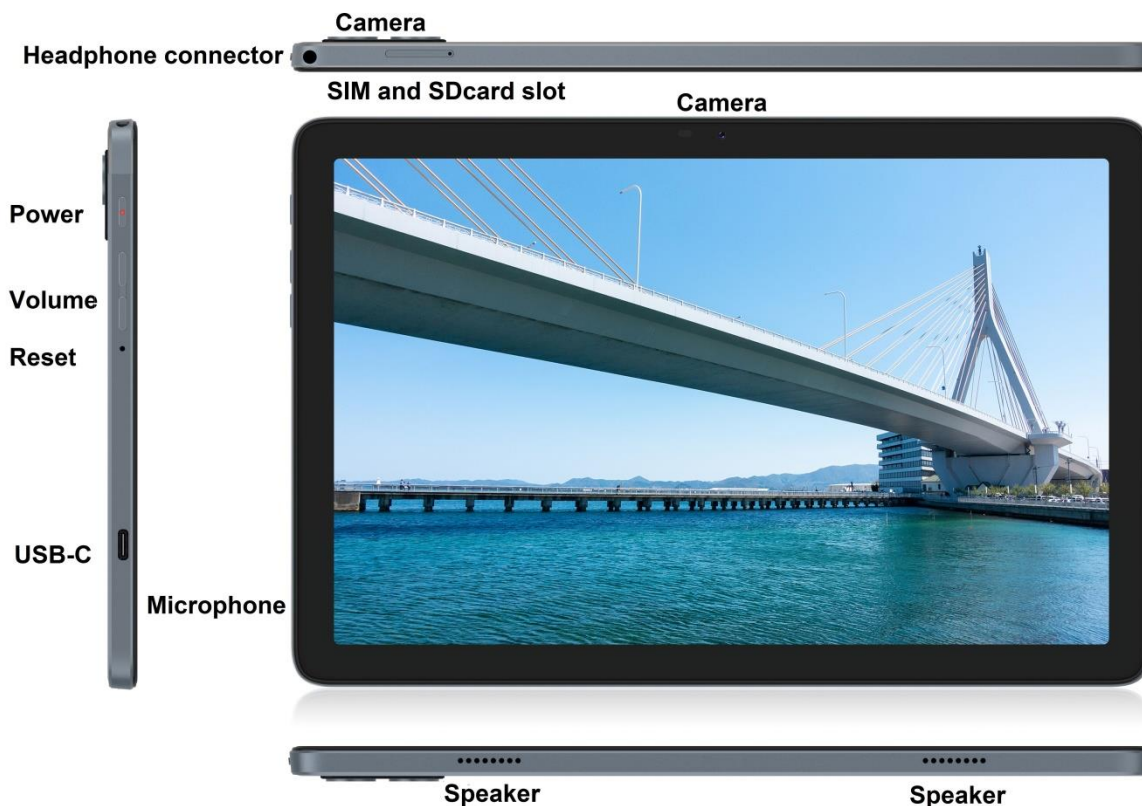 Camera
Headphone connector
SIM and SDcard slot
Camera
Power
Volume
Reset
USB-C
Microphone
Speaker
Speaker